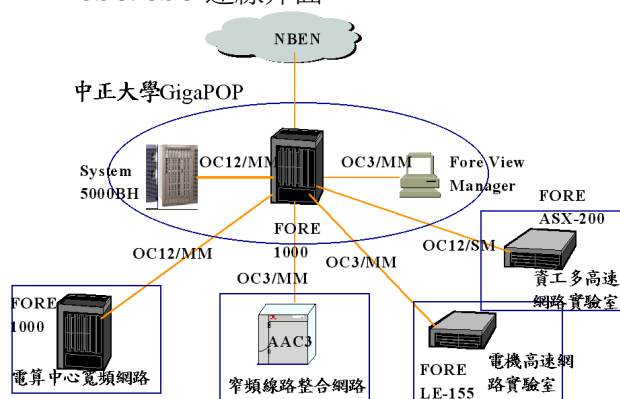 NBEN
中正大學GigaPOP
System
5000BH
OC12/MM
OC3/MM
Fore View
Manager
FORE
1000
FORE
ASX-200
OC12/SM
資工多高速
網路實驗室
OC12/MM
OC3/MM
OC3/MM
FORE
1000
電算中心寬頻網路
AAC3
窄頻線路整合網路
FORE
LE-155
電機高速網
路實驗室